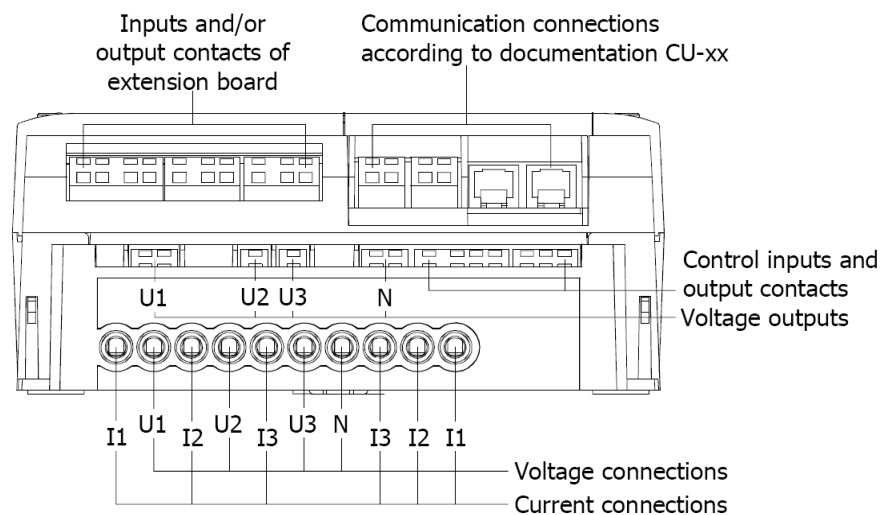 Inputs and/or
output contacts of
extension board
Communication connections
according to documentation CU-xx
U1 U2 U3 N
Control inputs and
output contacts
Voltage outputs
I1 U1 I2 U2 I3 U3 N I3 I2 I1
Voltage connections
Current connections